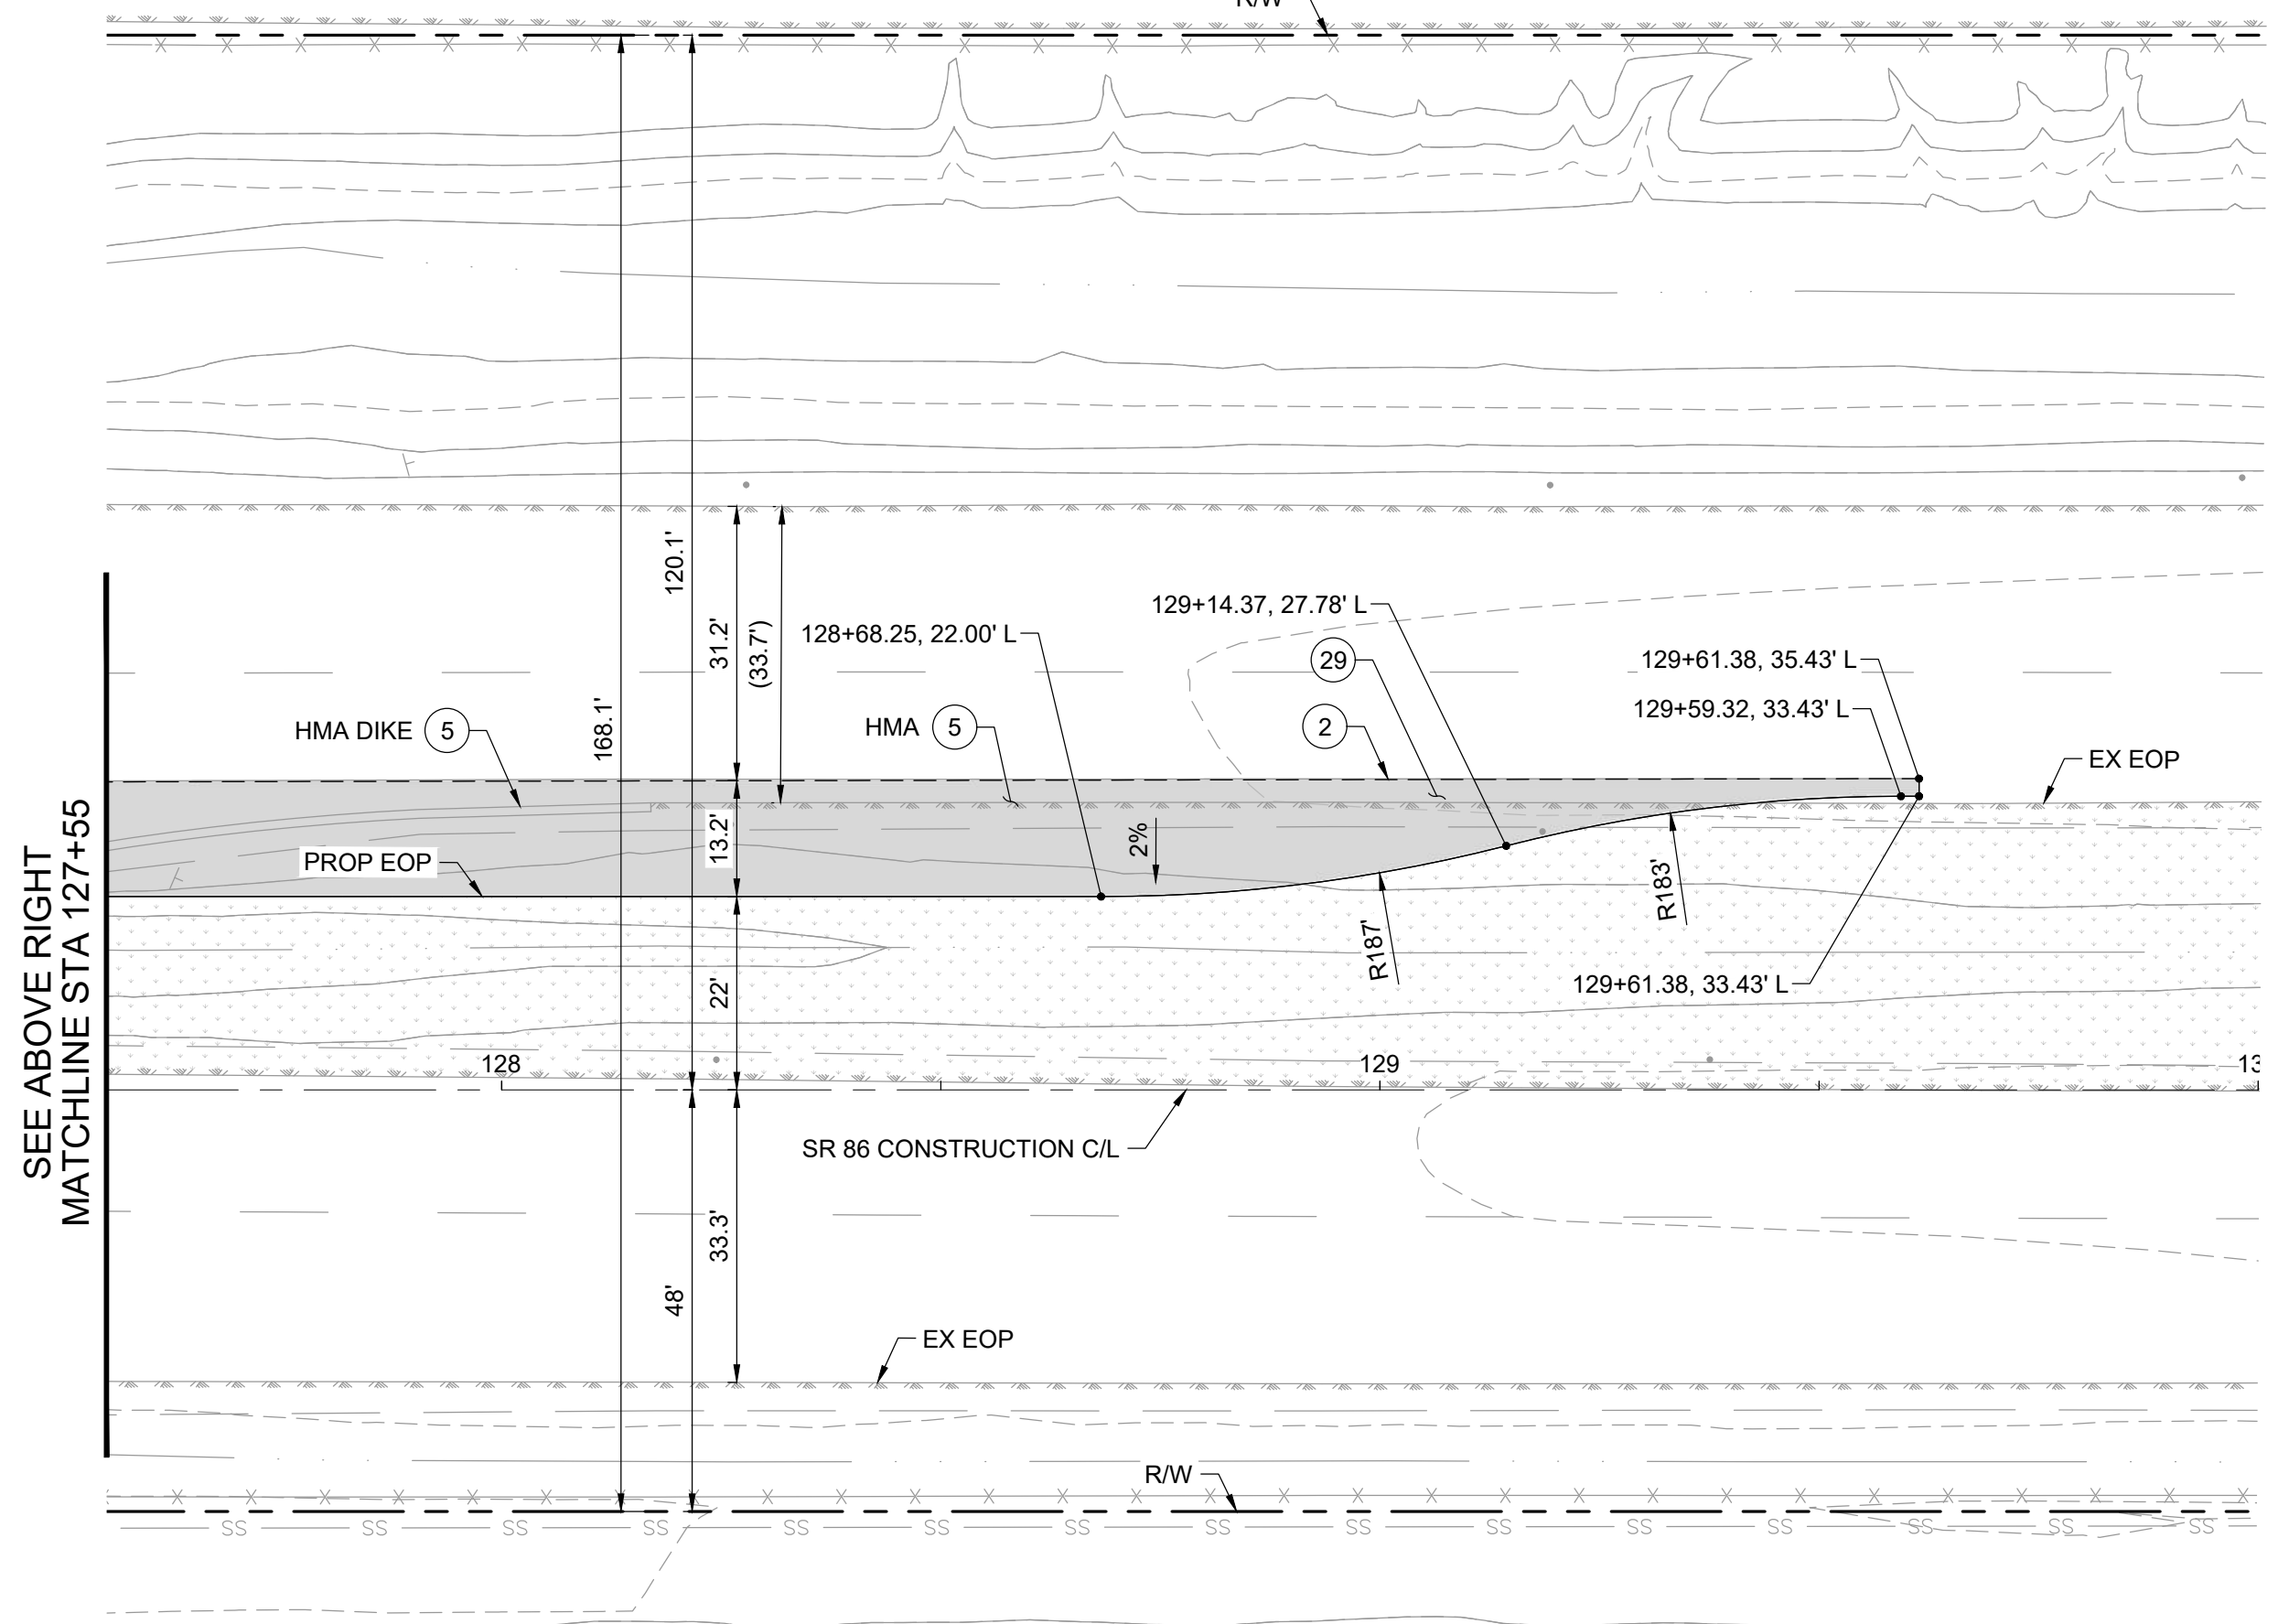 R/W
120.1'
168.1'
31.2'
(33.7')
128+68.25, 22.00' L
129+14.37, 27.78' L
29
2
129+61.38, 35.43' L
129+59.32, 33.43' L
EX EOP
HMA DIKE 5
HMA 5
PROP EOP
13.2'
2%
R187'
R183'
129+61.38, 33.43' L
22'
SEE ABOVE RIGHT
MATCHLINE STA 127+55
128
129
13
SR 86 CONSTRUCTION C/L
33.3'
48'
EX EOP
R/W
SS SS SS SS SS SS SS SS SS SS SS SS SS SS SS